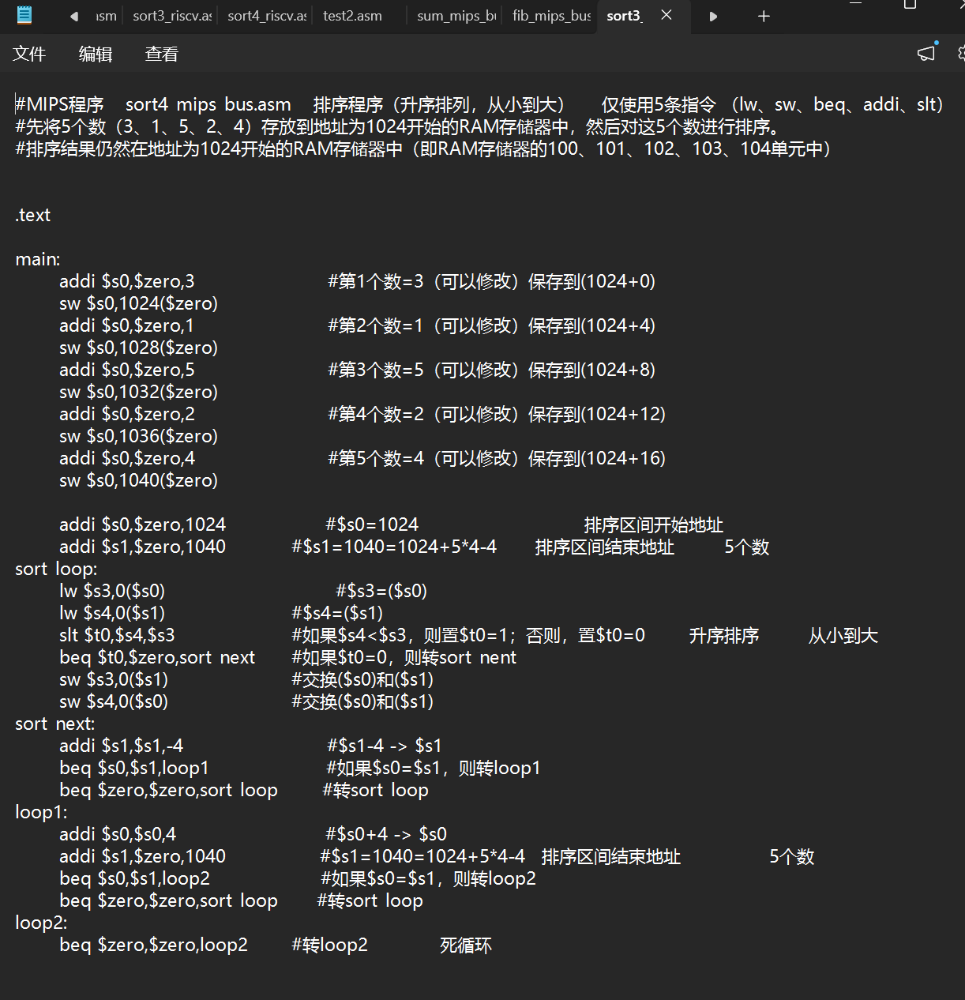 asm sort3_riscv.as sort4_riscv.as test2.asm sum_mips_bu fib_mips_bus sort3_
文件 编辑 查看
#MIPS程序 sort4 mips bus.asm 排序程序（升序排列，从小到大） 仅使用5条指令 （lw、sw、beq、addi、slt）
#先将5个数（3、1、5、2、4）存放到地址为1024开始的RAM存储器中，然后对这5个数进行排序。
#排序结果仍然在地址为1024开始的RAM存储器中（即RAM存储器的100、101、102、103、104单元中）
.text
main:
addi $s0,$zero,3 #第1个数=3（可以修改）保存到(1024+0)
sw $s0,1024($zero)
addi $s0,$zero,1 #第2个数=1（可以修改）保存到(1024+4)
sw $s0,1028($zero)
addi $s0,$zero,5 #第3个数=5（可以修改）保存到(1024+8)
sw $s0,1032($zero)
addi $s0,$zero,2 #第4个数=2（可以修改）保存到(1024+12)
sw $s0,1036($zero)
addi $s0,$zero,4 #第5个数=4（可以修改）保存到(1024+16)
sw $s0,1040($zero)
addi $s0,$zero,1024 #$s0=1024 排序区间开始地址
addi $s1,$zero,1040 #$s1=1040=1024+5*4-4 排序区间结束地址 5个数
sort loop:
lw $s3,0($s0) #$s3=($s0)
lw $s4,0($s1) #$s4=($s1)
slt $t0,$s4,$s3 #如果$s4<$s3，则置$t0=1；否则，置$t0=0 升序排序 从小到大
beq $t0,$zero,sort next #如果$t0=0，则转sort nent
sw $s3,0($s1) #交换($s0)和($s1)
sw $s4,0($s0) #交换($s0)和($s1)
sort next:
addi $s1,$s1,-4 #$s1-4 -> $s1
beq $s0,$s1,loop1 #如果$s0=$s1，则转loop1
beq $zero,$zero,sort loop #转sort loop
loop1:
addi $s0,$s0,4 #$s0+4 -> $s0
addi $s1,$zero,1040 #$s1=1040=1024+5*4-4 排序区间结束地址 5个数
beq $s0,$s1,loop2 #如果$s0=$s1，则转loop2
beq $zero,$zero,sort loop #转sort loop
loop2:
beq $zero,$zero,loop2 #转loop2 死循环